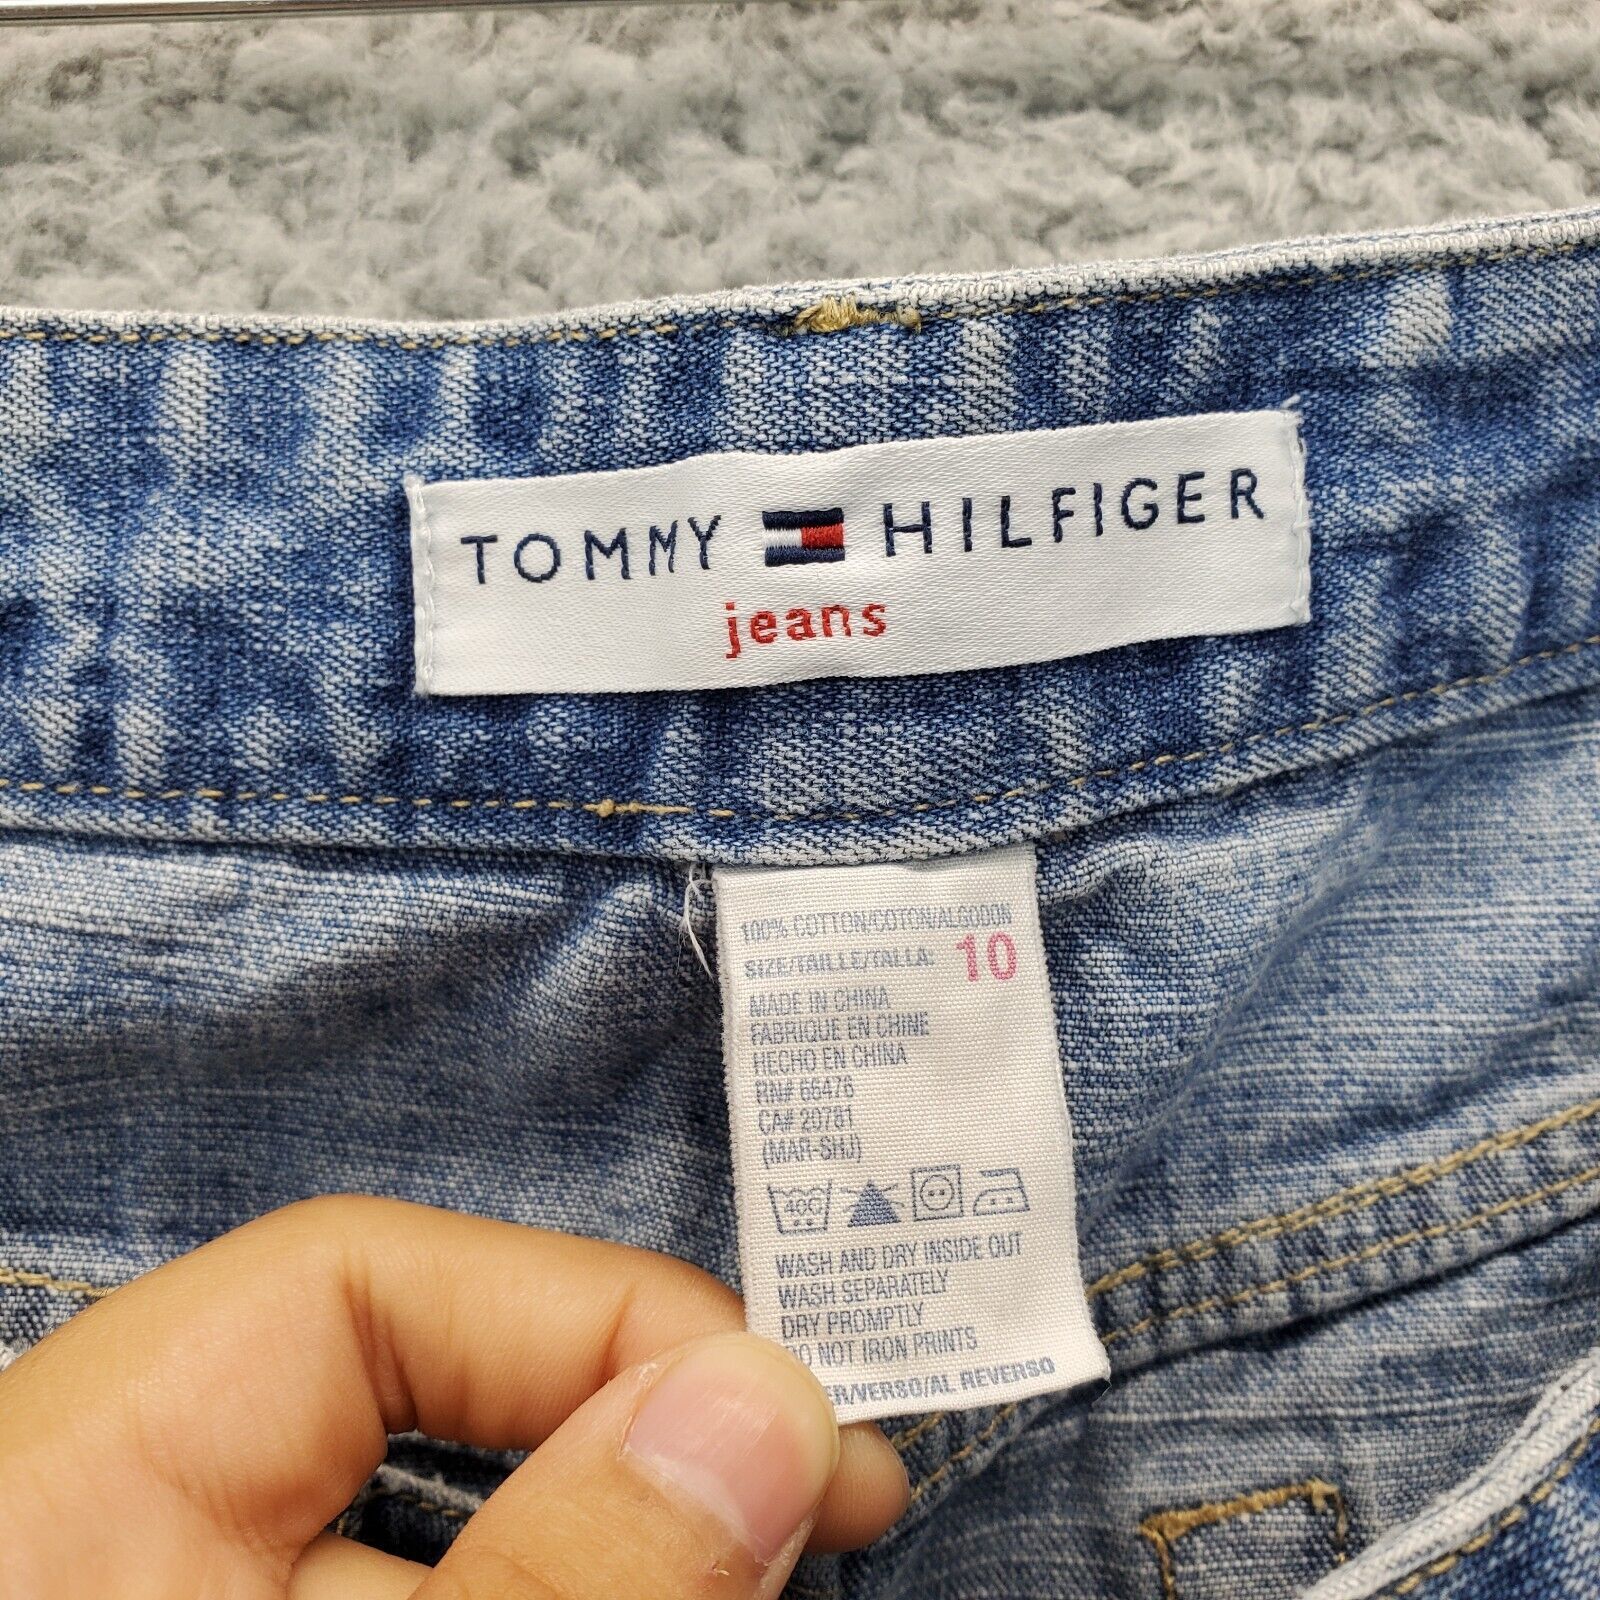 TOMMY HILFIGER
jeans
100% COTTON/COTON/ALGODON
SIZE/TAILLE/TALLA: 10
MADE IN CHINA
FABRIQUE EN CHINE
HECHO EN CHINA
RN# 66476
CA# 20781
(MAR-SHJ)
WASH AND DRY INSIDE OUT
WASH SEPARATELY
DRY PROMPTLY
DO NOT IRON PRINTS
ER/VERSO/AL REVERSO